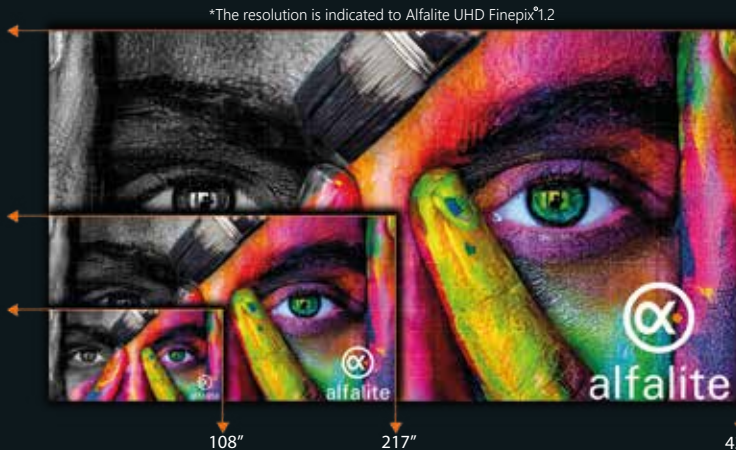 *The resolution is indicated to Alfalite UHD Finepix®1.2
alfalite
alfalite
108”
217”